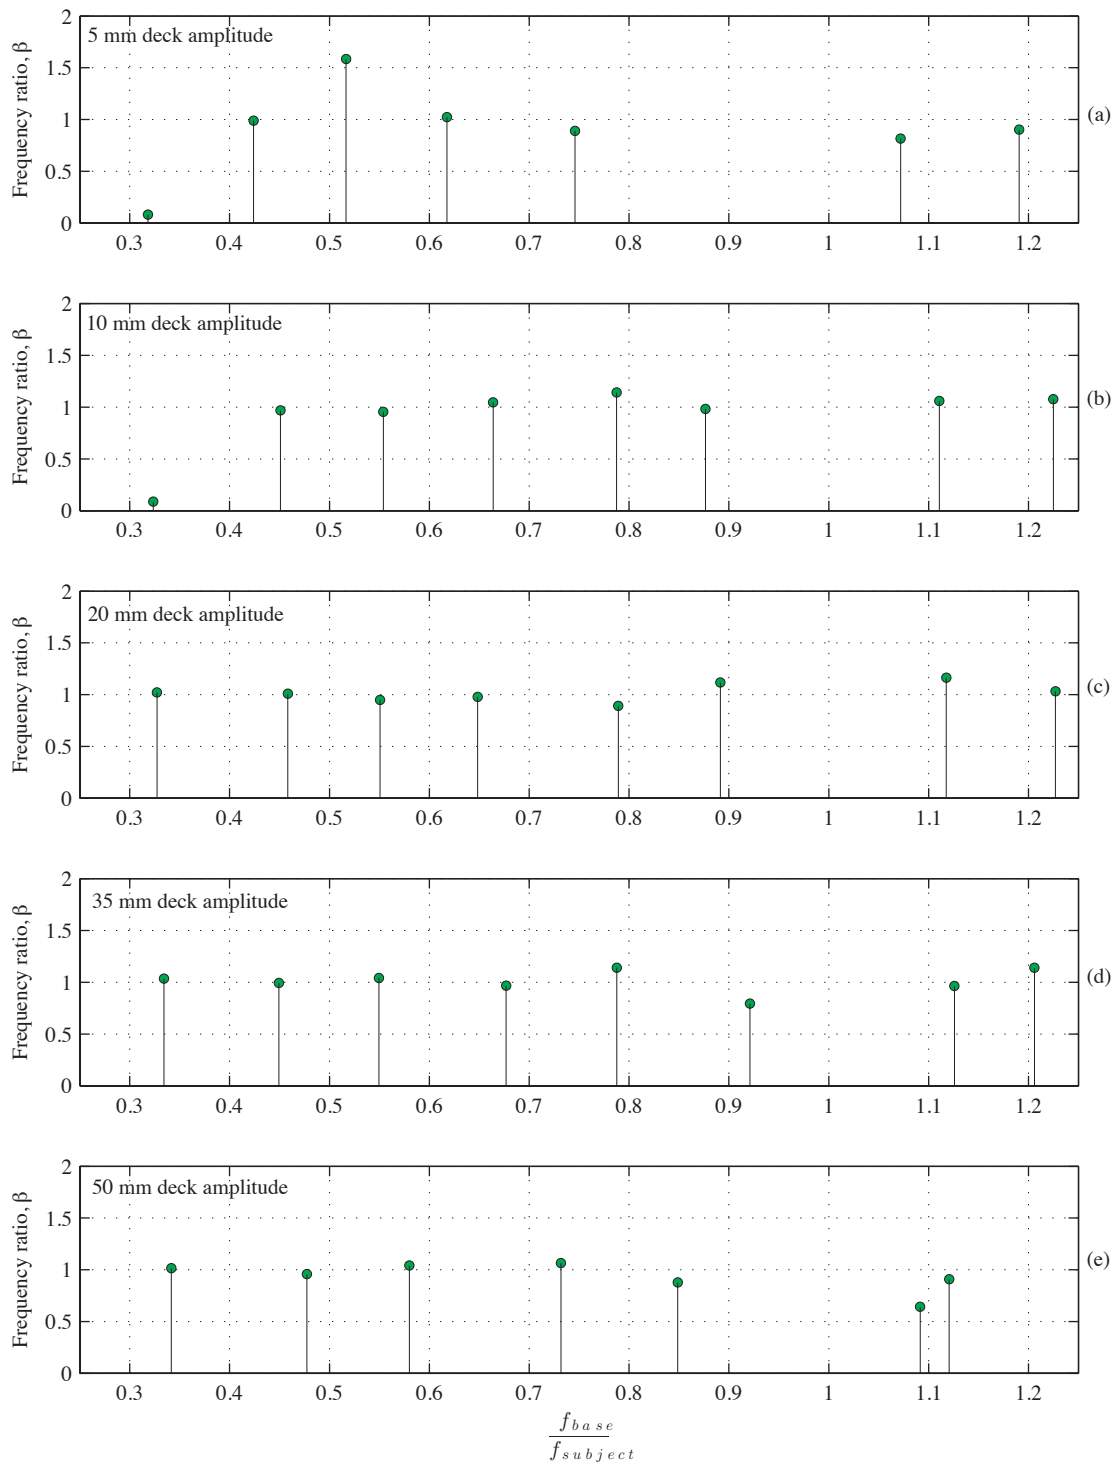 2
5 mm deck amplitude
1.5
1
0.5
0
Frequency ratio, β
(a)
0.3 0.4 0.5 0.6 0.7 0.8 0.9 1 1.1 1.2
2
10 mm deck amplitude
1.5
1
0.5
0
Frequency ratio, β
(b)
0.3 0.4 0.5 0.6 0.7 0.8 0.9 1 1.1 1.2
2
20 mm deck amplitude
1.5
1
0.5
0
Frequency ratio, β
(c)
0.3 0.4 0.5 0.6 0.7 0.8 0.9 1 1.1 1.2
2
35 mm deck amplitude
1.5
1
0.5
0
Frequency ratio, β
(d)
0.3 0.4 0.5 0.6 0.7 0.8 0.9 1 1.1 1.2
2
50 mm deck amplitude
1.5
1
0.5
0
Frequency ratio, β
(e)
0.3 0.4 0.5 0.6 0.7 0.8 0.9 1 1.1 1.2
f base
f subject